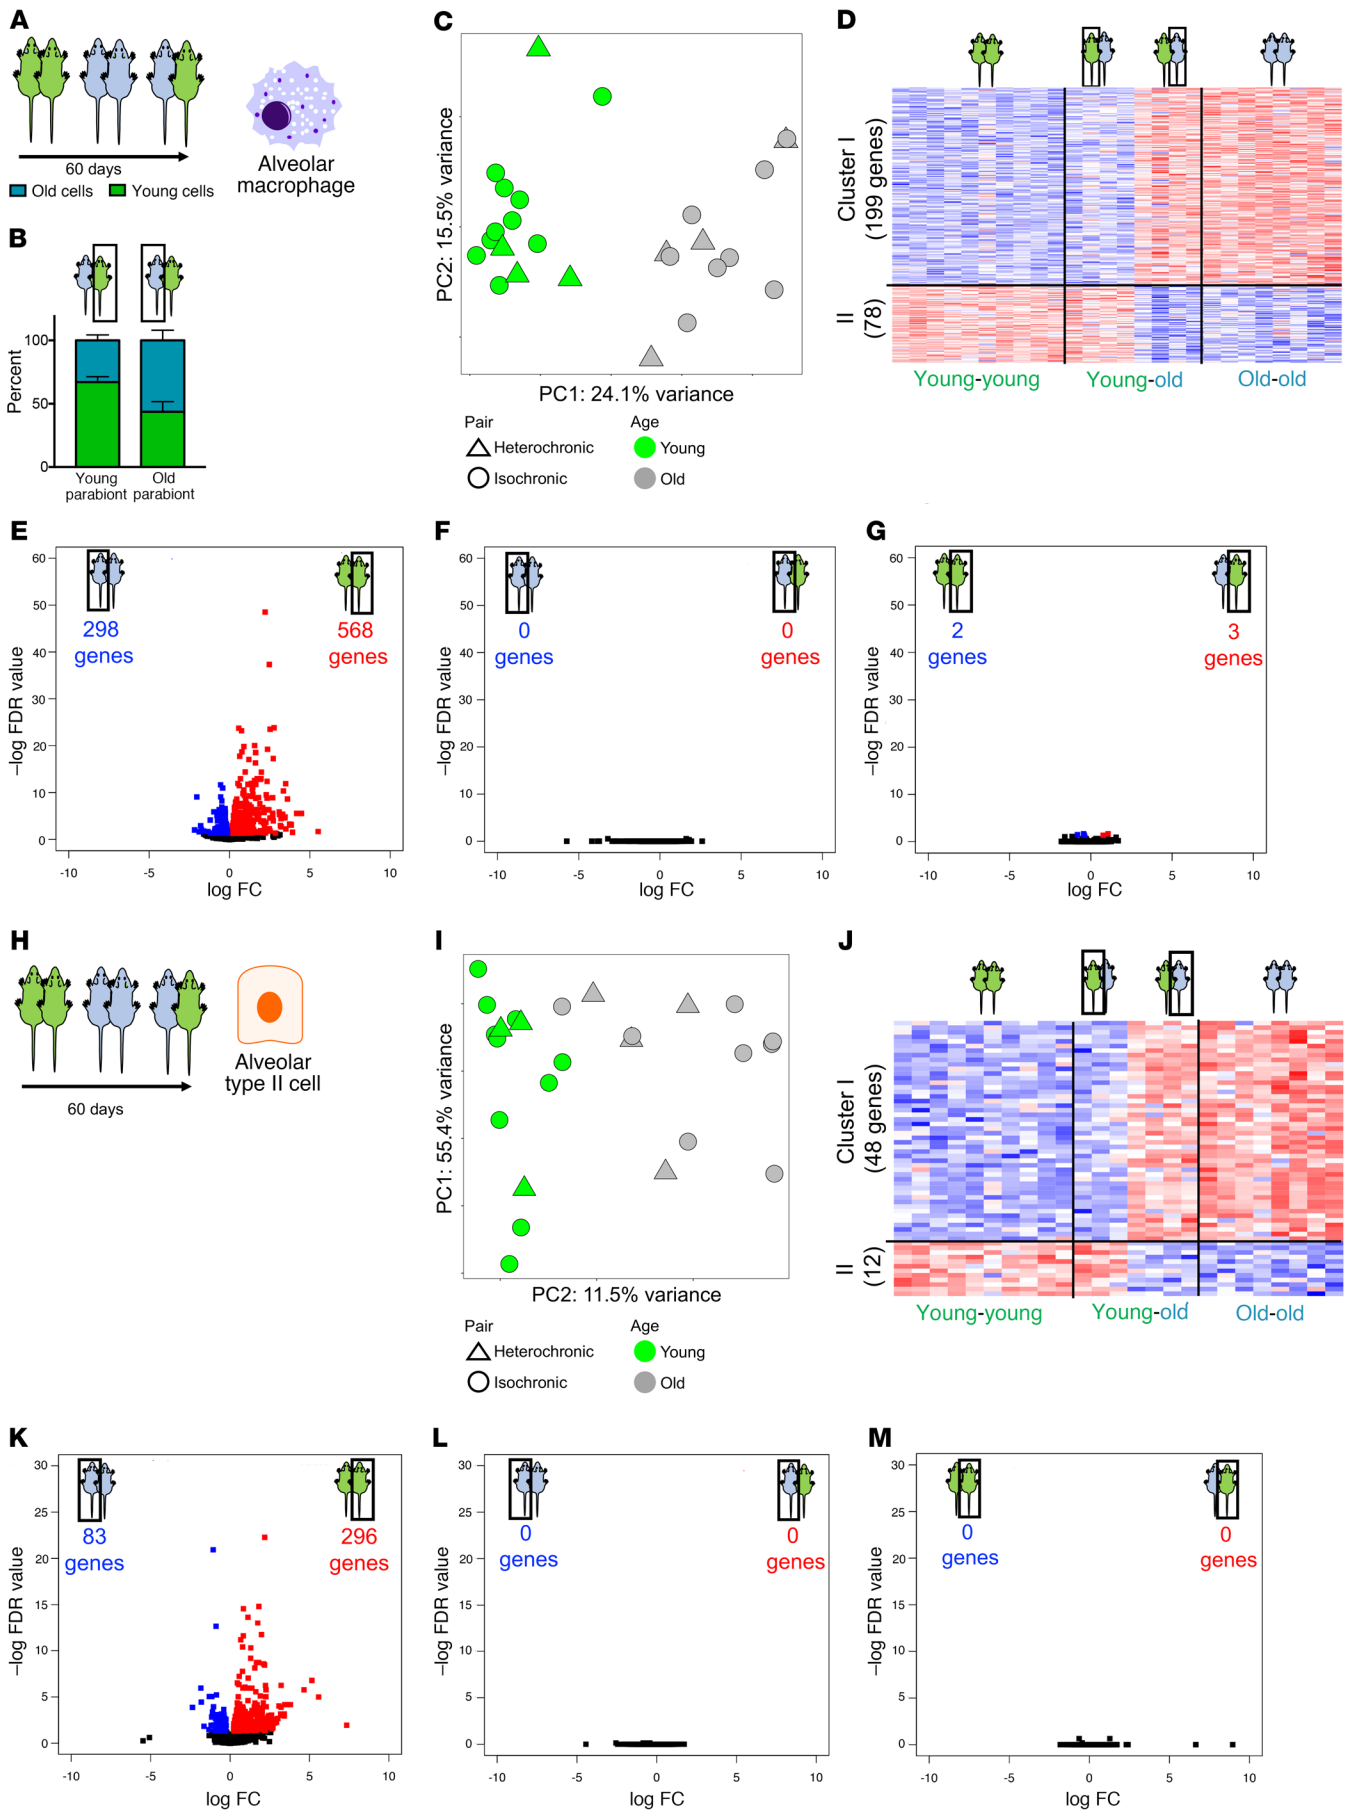 A
60 days
Old cells
Young cells
Alveolar
macrophage
B
Percent
100
50
0
Young
parabiont
Old
parabiont
C
PC2: 15.5% variance
PC1: 24.1% variance
Pair
Heterochronic
Isochronic
Age
Young
Old
D
Cluster I
(199 genes)
II
(78)
Young-young
Young-old
Old-old
E
–log FDR value
60
50
40
30
20
10
0
298
genes
568
genes
-10
-5
0
5
10
log FC
F
–log FDR value
60
50
40
30
20
10
0
0
genes
0
genes
-10
-5
0
5
10
log FC
G
–log FDR value
60
50
40
30
20
10
0
2
genes
3
genes
-10
-5
0
5
10
log FC
H
60 days
Alveolar
type II cell
I
PC1: 55.4% variance
PC2: 11.5% variance
Pair
Heterochronic
Isochronic
Age
Young
Old
J
Cluster I
(48 genes)
II
(12)
Young-young
Young-old
Old-old
K
–log FDR value
30
25
20
15
10
5
0
83
genes
296
genes
-10
-5
0
5
10
log FC
L
–log FDR value
30
25
20
15
10
5
0
0
genes
0
genes
-10
-5
0
5
10
log FC
M
–log FDR value
30
25
20
15
10
5
0
0
genes
0
genes
-10
-5
0
5
10
log FC